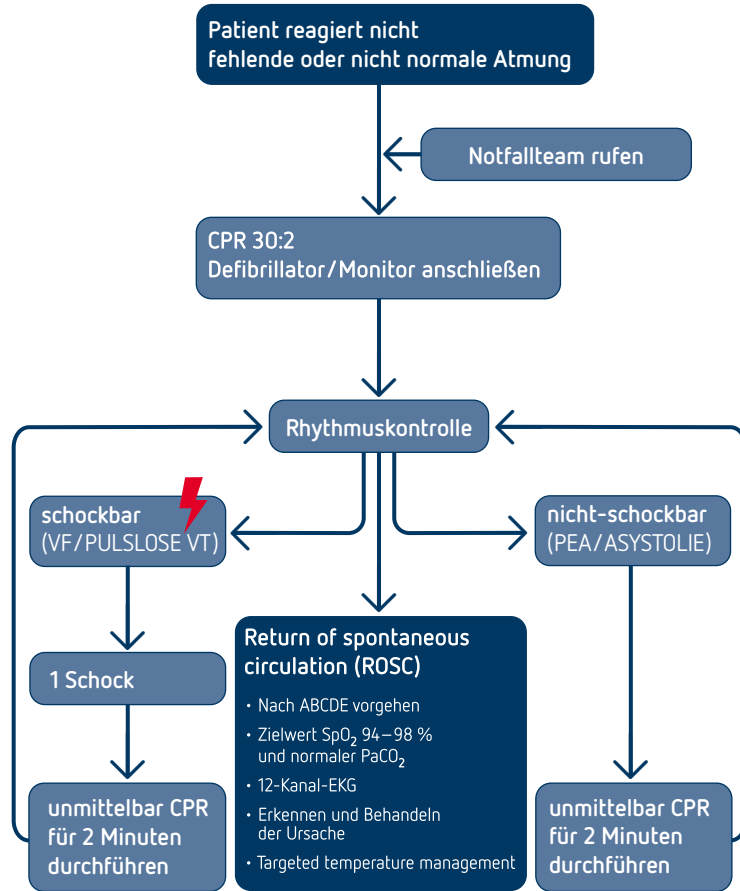 Patient reagiert nicht
fehlende oder nicht normale Atmung
Notfallteam rufen
CPR 30:2
Defibrillator/Monitor anschließen
Rhythmuskontrolle
schockbar
(VF/PULSLOSE VT)
nicht-schockbar
(PEA/ASYSTOLIE)
1 Schock
Return of spontaneous
circulation (ROSC)
· Nach ABCDE vorgehen
· Zielwert SpO₂ 94–98 %
und normaler PaCO₂
· 12-Kanal-EKG
· Erkennen und Behandeln
der Ursache
· Targeted temperature management
unmittelbar CPR
für 2 Minuten
durchführen
unmittelbar CPR
für 2 Minuten
durchführen